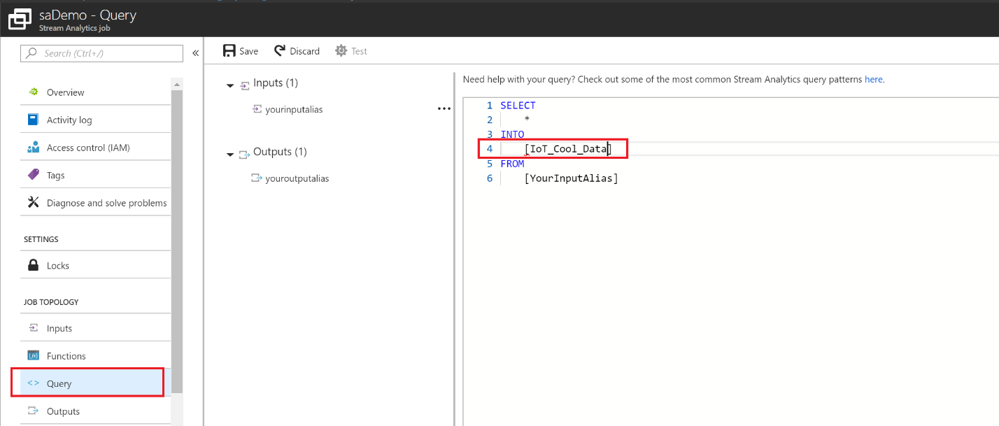 saDemo - Query
Stream Analytics job
Search (Ctrl+/)
«
Overview
Activity log
Access control (IAM)
Tags
Diagnose and solve problems
SETTINGS
Locks
JOB TOPOLOGY
Inputs
Functions
<> Query
Outputs
Save Discard Test
Inputs (1)
yourinputalias ...
Outputs (1)
youroutputalias
Need help with your query? Check out some of the most common Stream Analytics query patterns here.
1 SELECT
2 *
3 INTO
4 [IoT_Cool_Data]
5 FROM
6 [YourInputAlias]